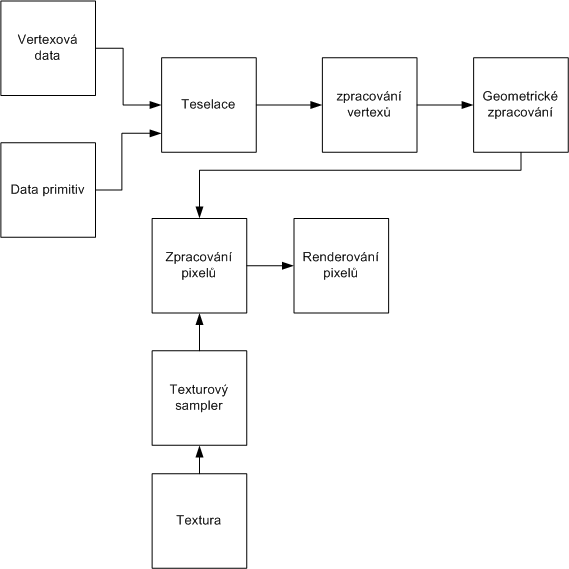 Vertexová
data
Teselace
zpracování
vertexů
Geometrické
zpracování
Data primitiv
Zpracování
pixelů
Renderování
pixelů
Texturový
sampler
Textura